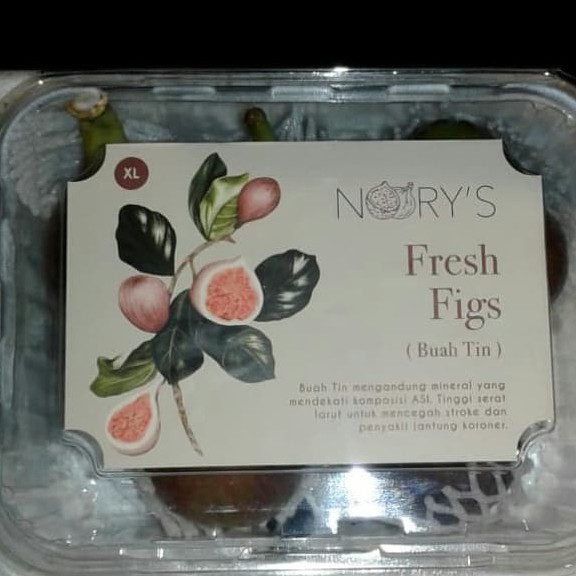 XL
NOORY'S
Fresh
Figs
( Buah Tin )
Buah Tin mengandung mineral yang
mendekati komposisi ASI. Tinggi serat
larut untuk mencegah stroke dan
penyakit jantung koroner.